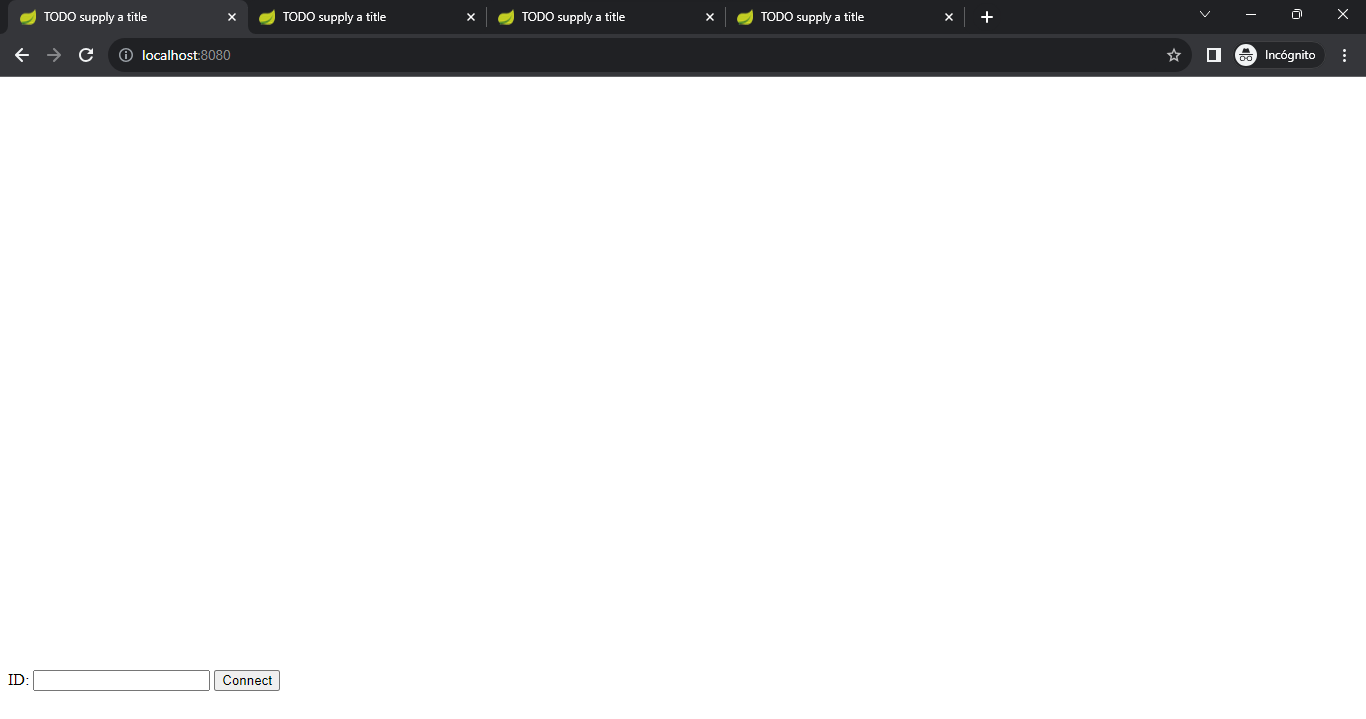 TODO supply a title TODO supply a title TODO supply a title TODO supply a title
localhost:8080 Incógnito
ID: Connect